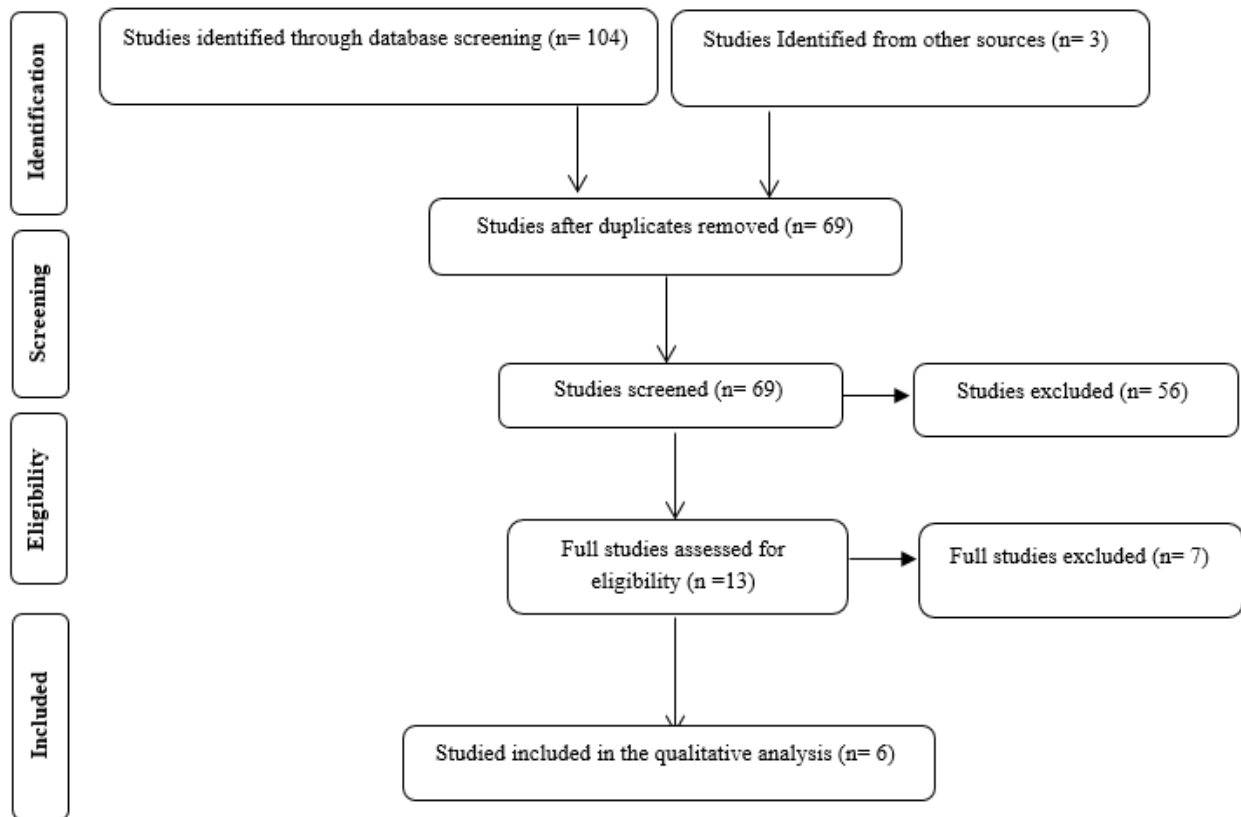 Identification
Studies identified through database screening (n= 104)
Studies Identified from other sources (n= 3)
Studies after duplicates removed (n= 69)
Screening
Studies screened (n= 69)
Studies excluded (n= 56)
Eligibility
Full studies assessed for
eligibility (n =13)
Full studies excluded (n= 7)
Included
Studied included in the qualitative analysis (n= 6)